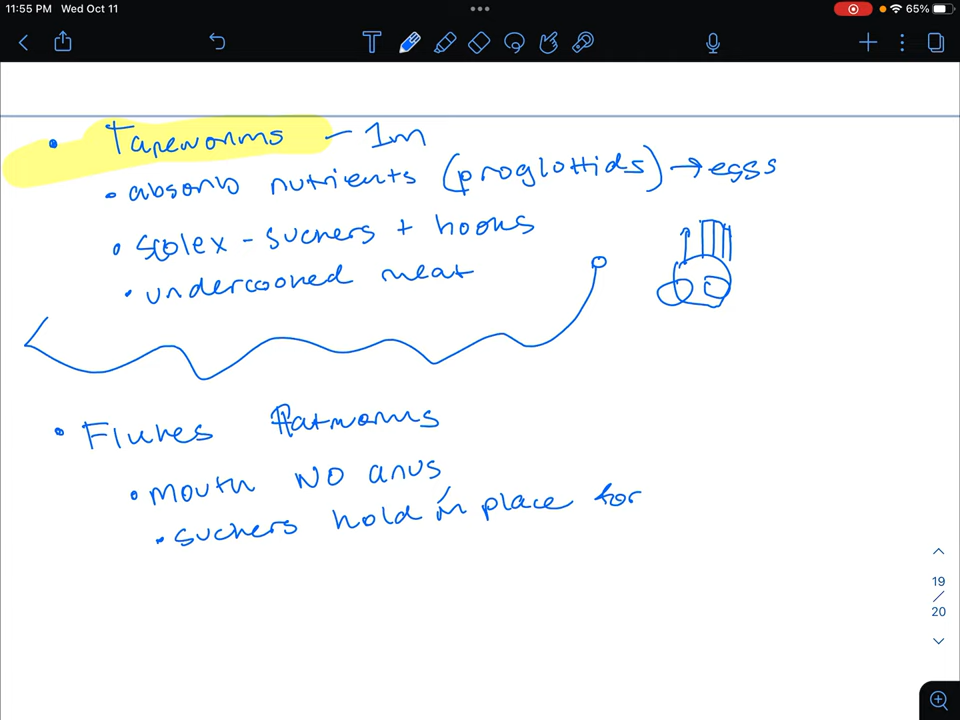 11:55 PM Wed Oct 11
65%
• Tapeworms – 1m
• absorb nutrients (proglottids) → eggs
• scolex - suckers + hooks
• undercooked meat
• Flukes flatworms
• mouth NO anus
• suckers hold in place for
19
/
20